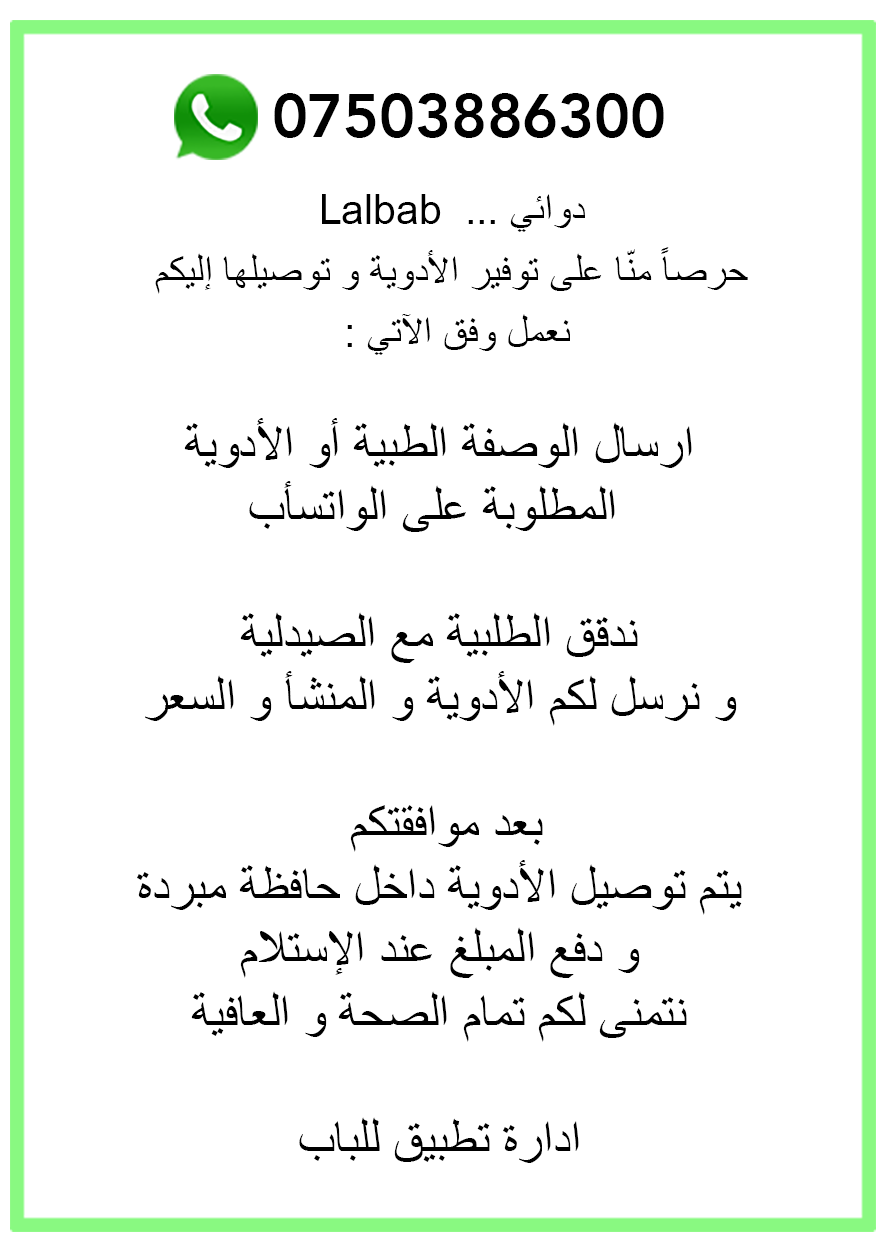 07503886300
دوائي ... Lalbab
حرصاً منّا على توفير الأدوية و توصيلها إليكم
نعمل وفق الآتي :
ارسال الوصفة الطبية أو الأدوية
المطلوبة على الواتسأب
ندقق الطلبية مع الصيدلية
و نرسل لكم الأدوية و المنشأ و السعر
بعد موافقتكم
يتم توصيل الأدوية داخل حافظة مبردة
و دفع المبلغ عند الإستلام
نتمنى لكم تمام الصحة و العافية
ادارة تطبيق للباب